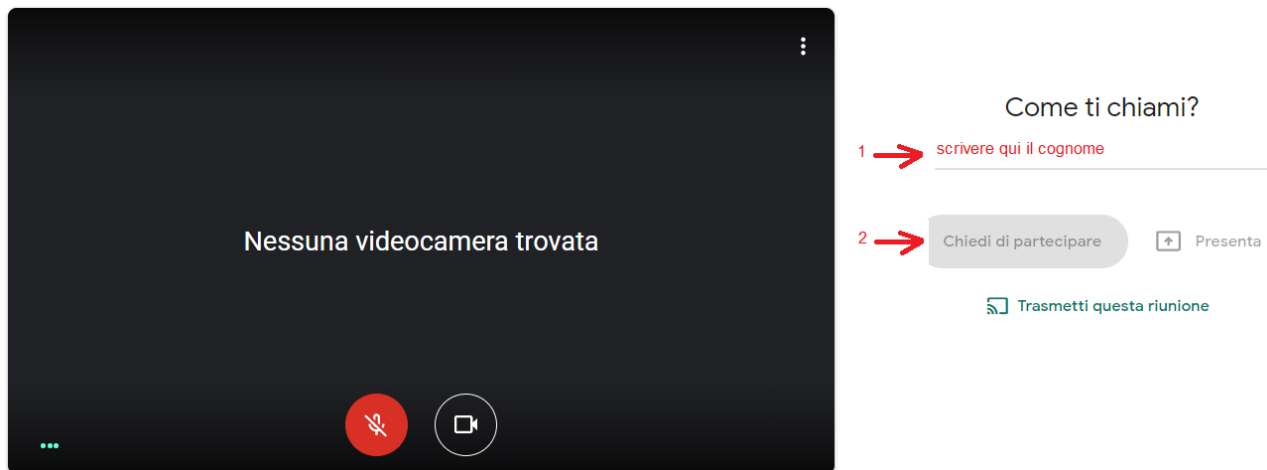 Come ti chiami?
1
scrivere qui il cognome
Nessuna videocamera trovata
2
Chiedi di partecipare
Presenta
Trasmetti questa riunione